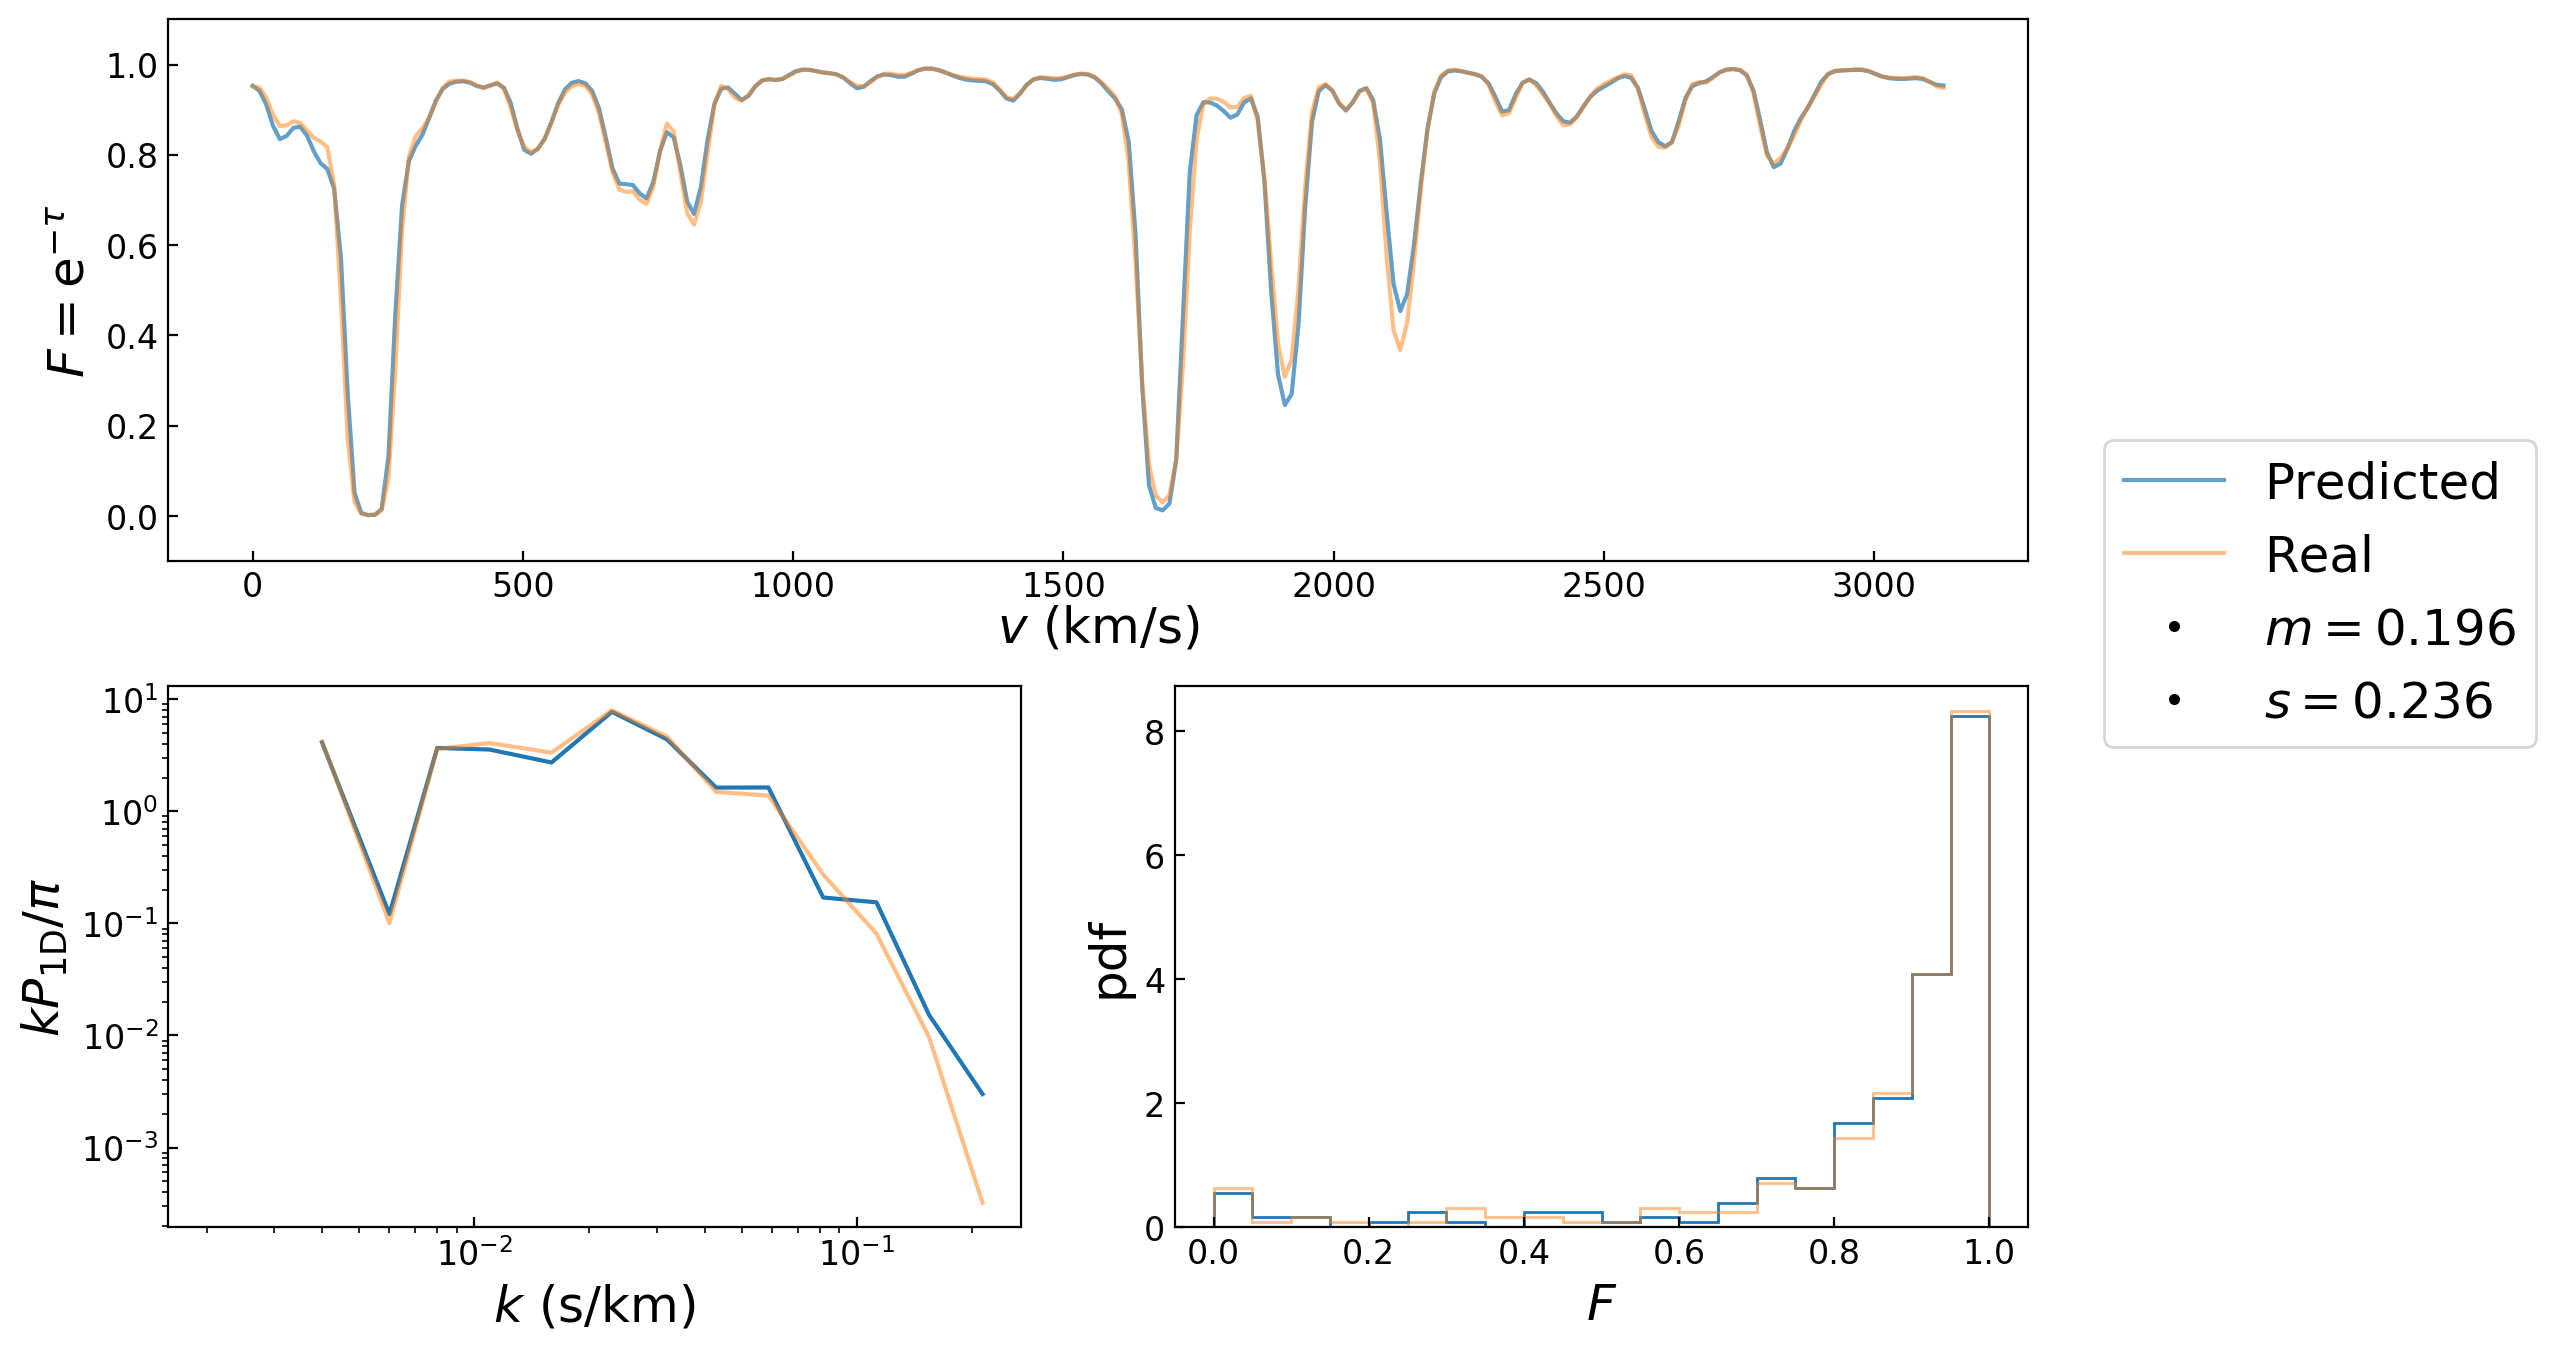 F = e^{−τ}
1.0
0.8
0.6
0.4
0.2
0.0
0 500 1000 1500 2000 2500 3000
v (km/s)
Predicted
Real
m = 0.196
s = 0.236
kP_{1D}/π
10^1
10^0
10^{−1}
10^{−2}
10^{−3}
10^{−2} 10^{−1}
k (s/km)
pdf
8
6
4
2
0
0.0 0.2 0.4 0.6 0.8 1.0
F